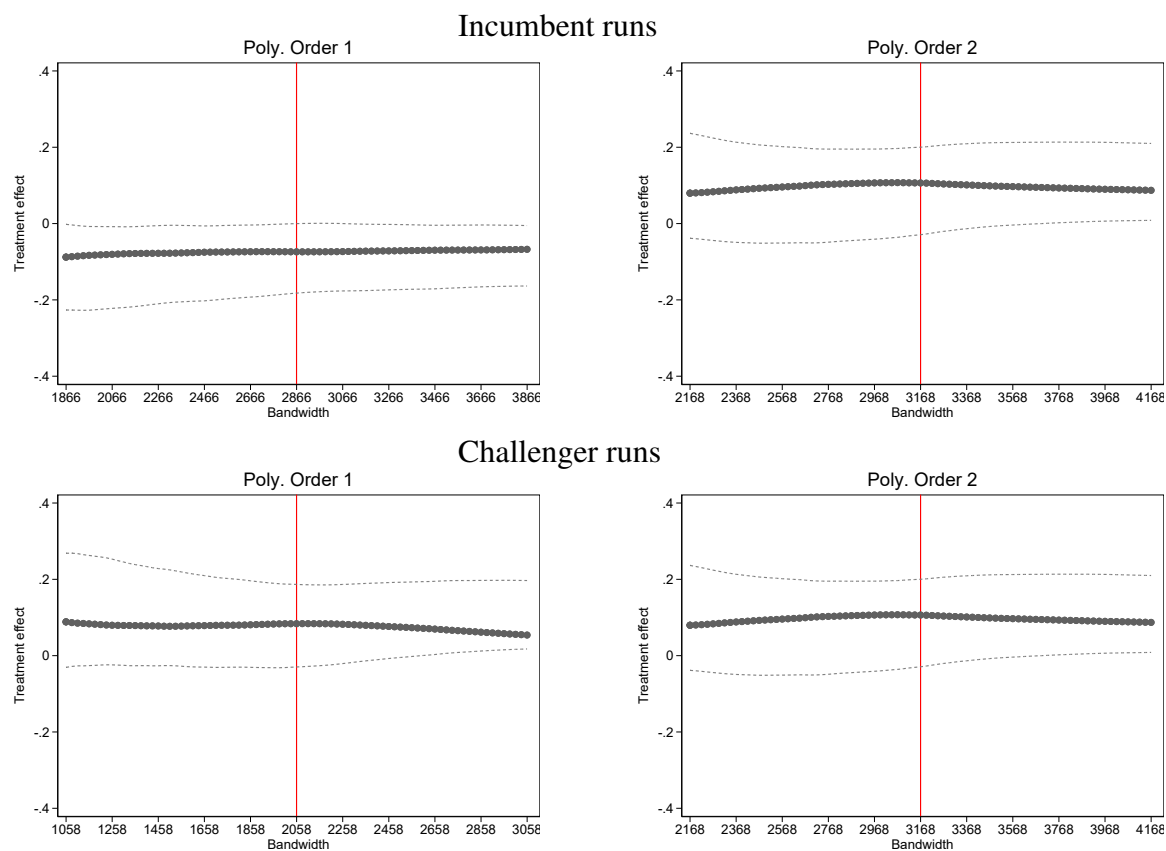 Incumbent runs
Poly. Order 1
Poly. Order 2
.4
.2
0
-.2
-.4
Treatment effect
1866 2066 2266 2466 2666 2866 3066 3266 3466 3666 3866
Bandwidth
.4
.2
0
-.2
-.4
Treatment effect
2168 2368 2568 2768 2968 3168 3368 3568 3768 3968 4168
Bandwidth
Challenger runs
Poly. Order 1
Poly. Order 2
.4
.2
0
-.2
-.4
Treatment effect
1058 1258 1458 1658 1858 2058 2258 2458 2658 2858 3058
Bandwidth
.4
.2
0
-.2
-.4
Treatment effect
2168 2368 2568 2768 2968 3168 3368 3568 3768 3968 4168
Bandwidth